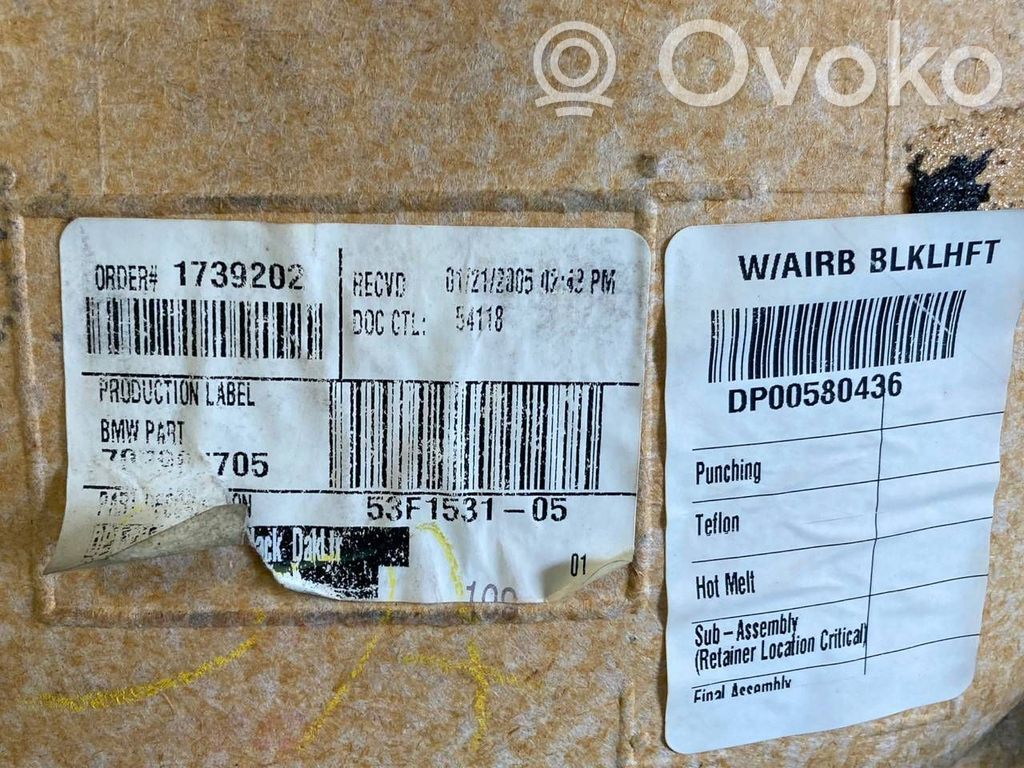 Ovoko
ORDER# 1739202
RECVD 01/21/2005 02:43 PM
DOC CTL: 54118
PRODUCTION LABEL
BMW PART
705
53F1531-05
01
100
W/AIRB BLKLHFT
DP00580436
Punching
Teflon
Hot Melt
Sub-Assembly
(Retainer Location Critical)
Final Assembly